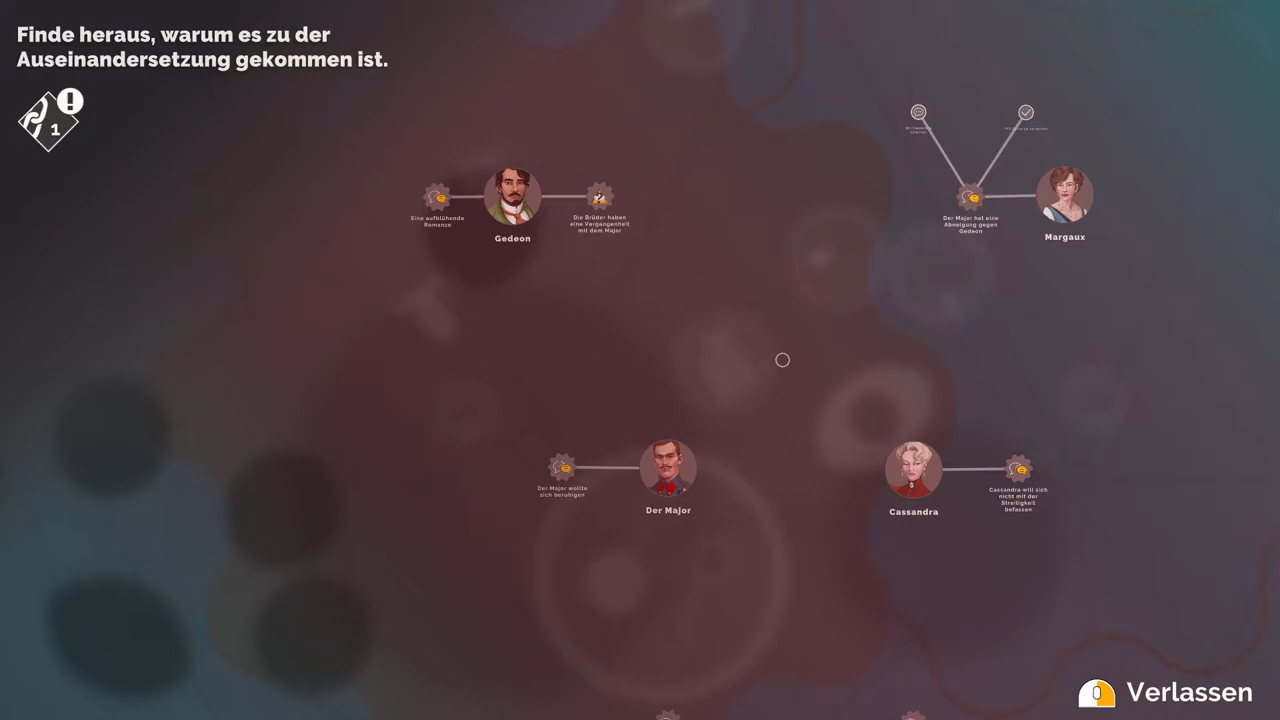 Finde heraus, warum es zu der
Auseinandersetzung gekommen ist.
1
Eine aufblühende
Romanze
Gedeon
Die Brüder haben
eine Vergangenheit
mit dem Major
Der Major hat eine
Abneigung gegen
Gedeon
Margaux
Der Major wollte
sich beruhigen
Der Major
Cassandra
Cassandra will sich
nicht mit der
Streitigkeit
befassen
Verlassen